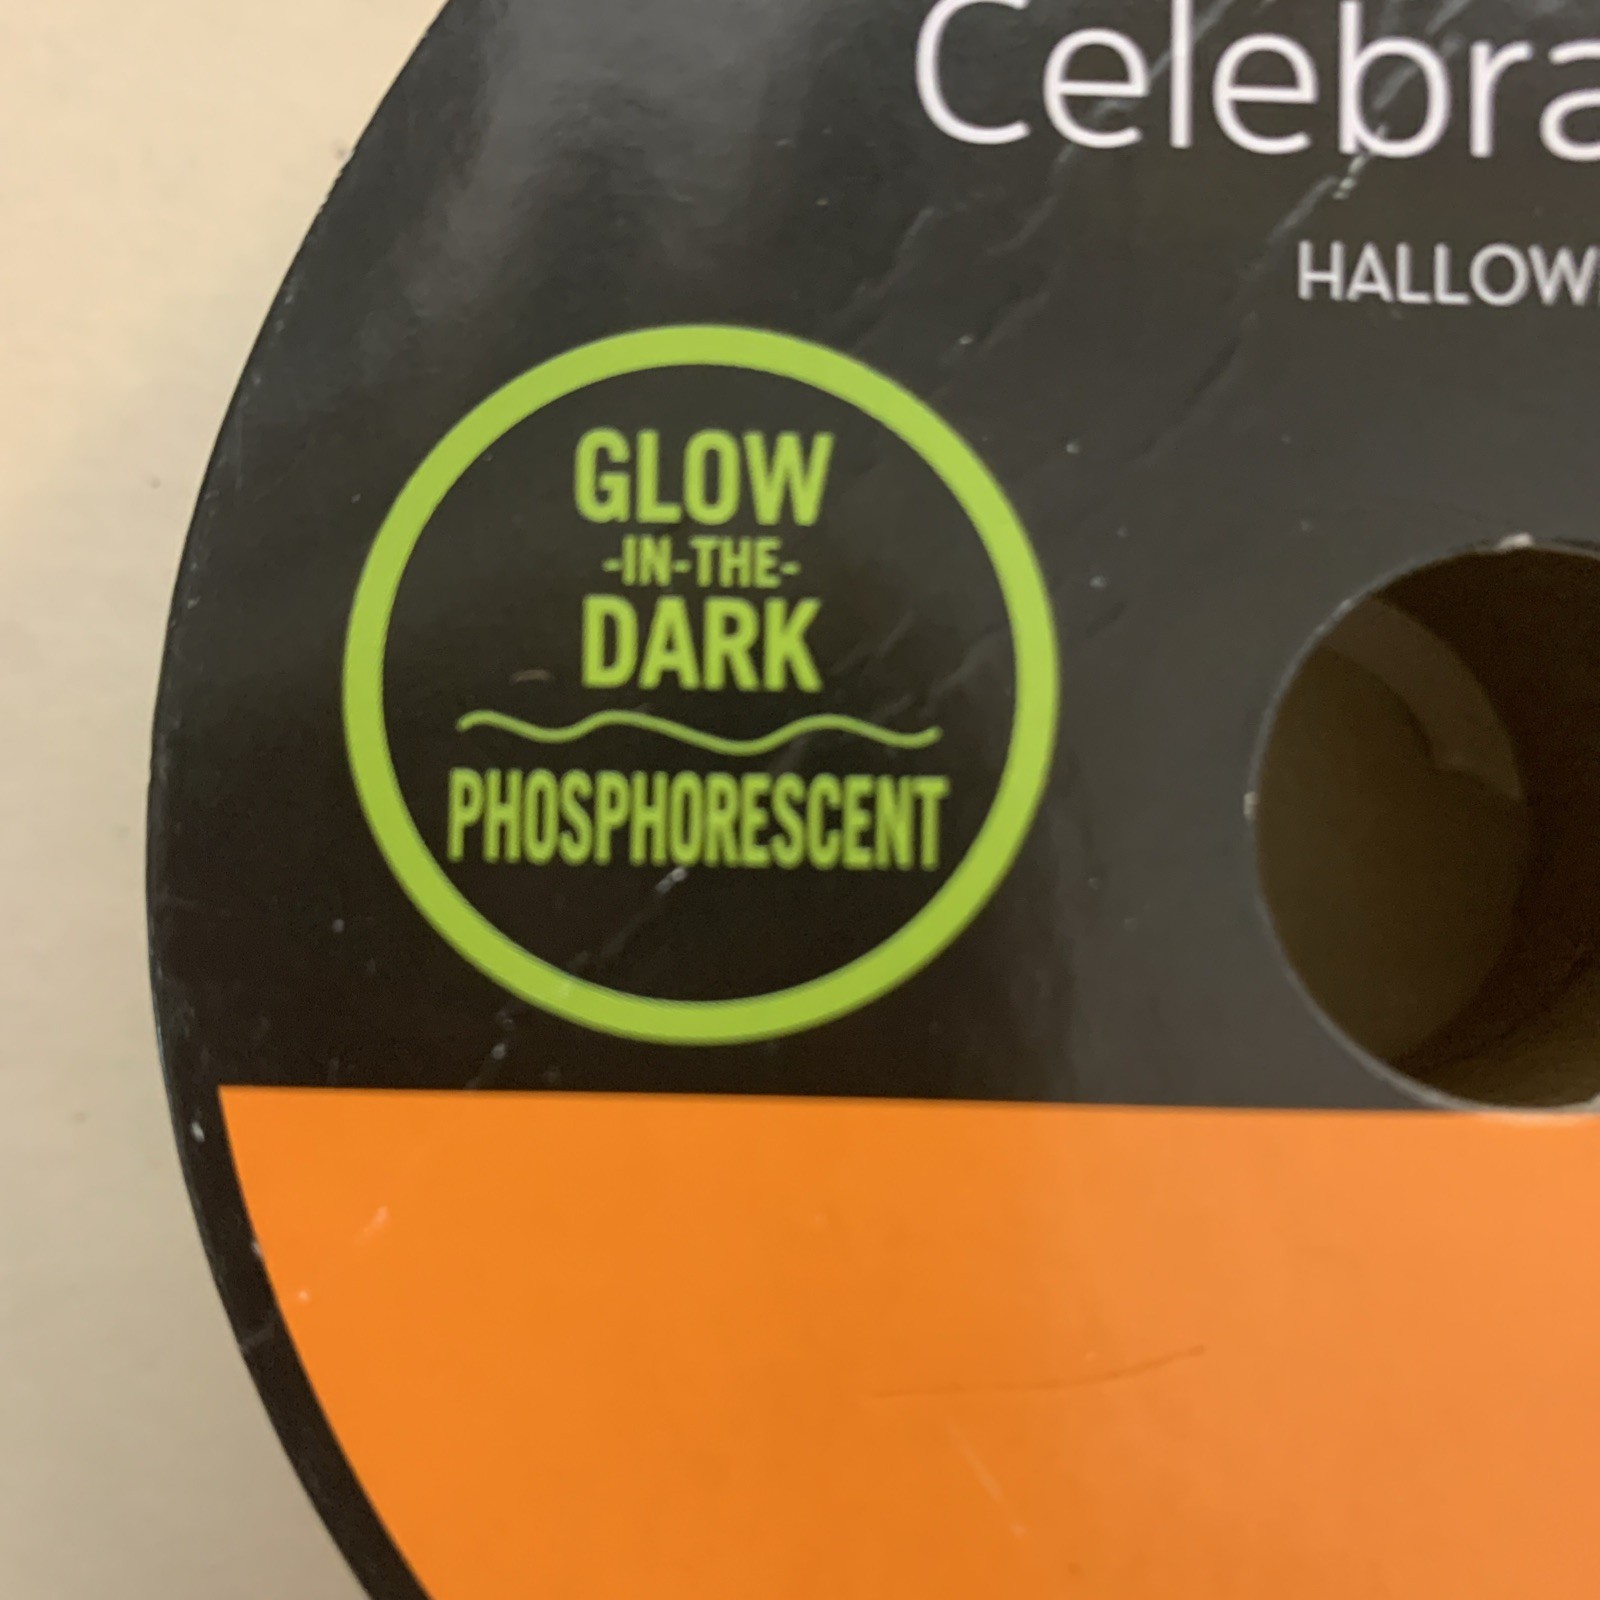 Celebra
HALLOW
GLOW
-IN-THE-
DARK
PHOSPHORESCENT